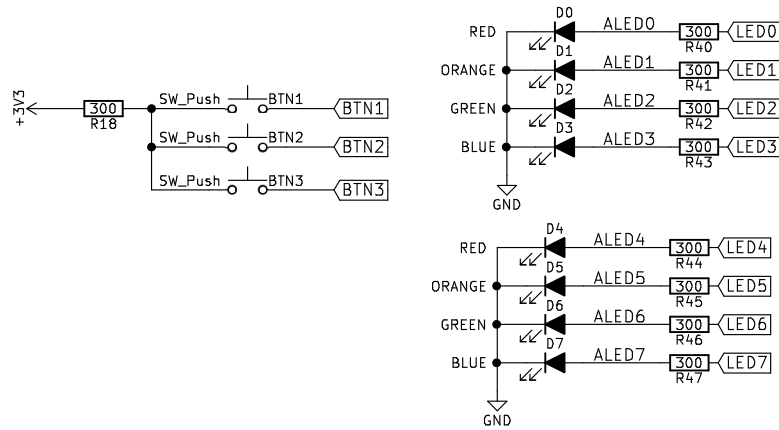 +3V3
300
R18
SW_Push BTN1 BTN1
SW_Push BTN2 BTN2
SW_Push BTN3 BTN3
D0
RED ALED0 300 LED0
R40
D1
ORANGE ALED1 300 LED1
R41
D2
GREEN ALED2 300 LED2
R42
D3
BLUE ALED3 300 LED3
R43
GND
D4
RED ALED4 300 LED4
R44
D5
ORANGE ALED5 300 LED5
R45
D6
GREEN ALED6 300 LED6
R46
D7
BLUE ALED7 300 LED7
R47
GND